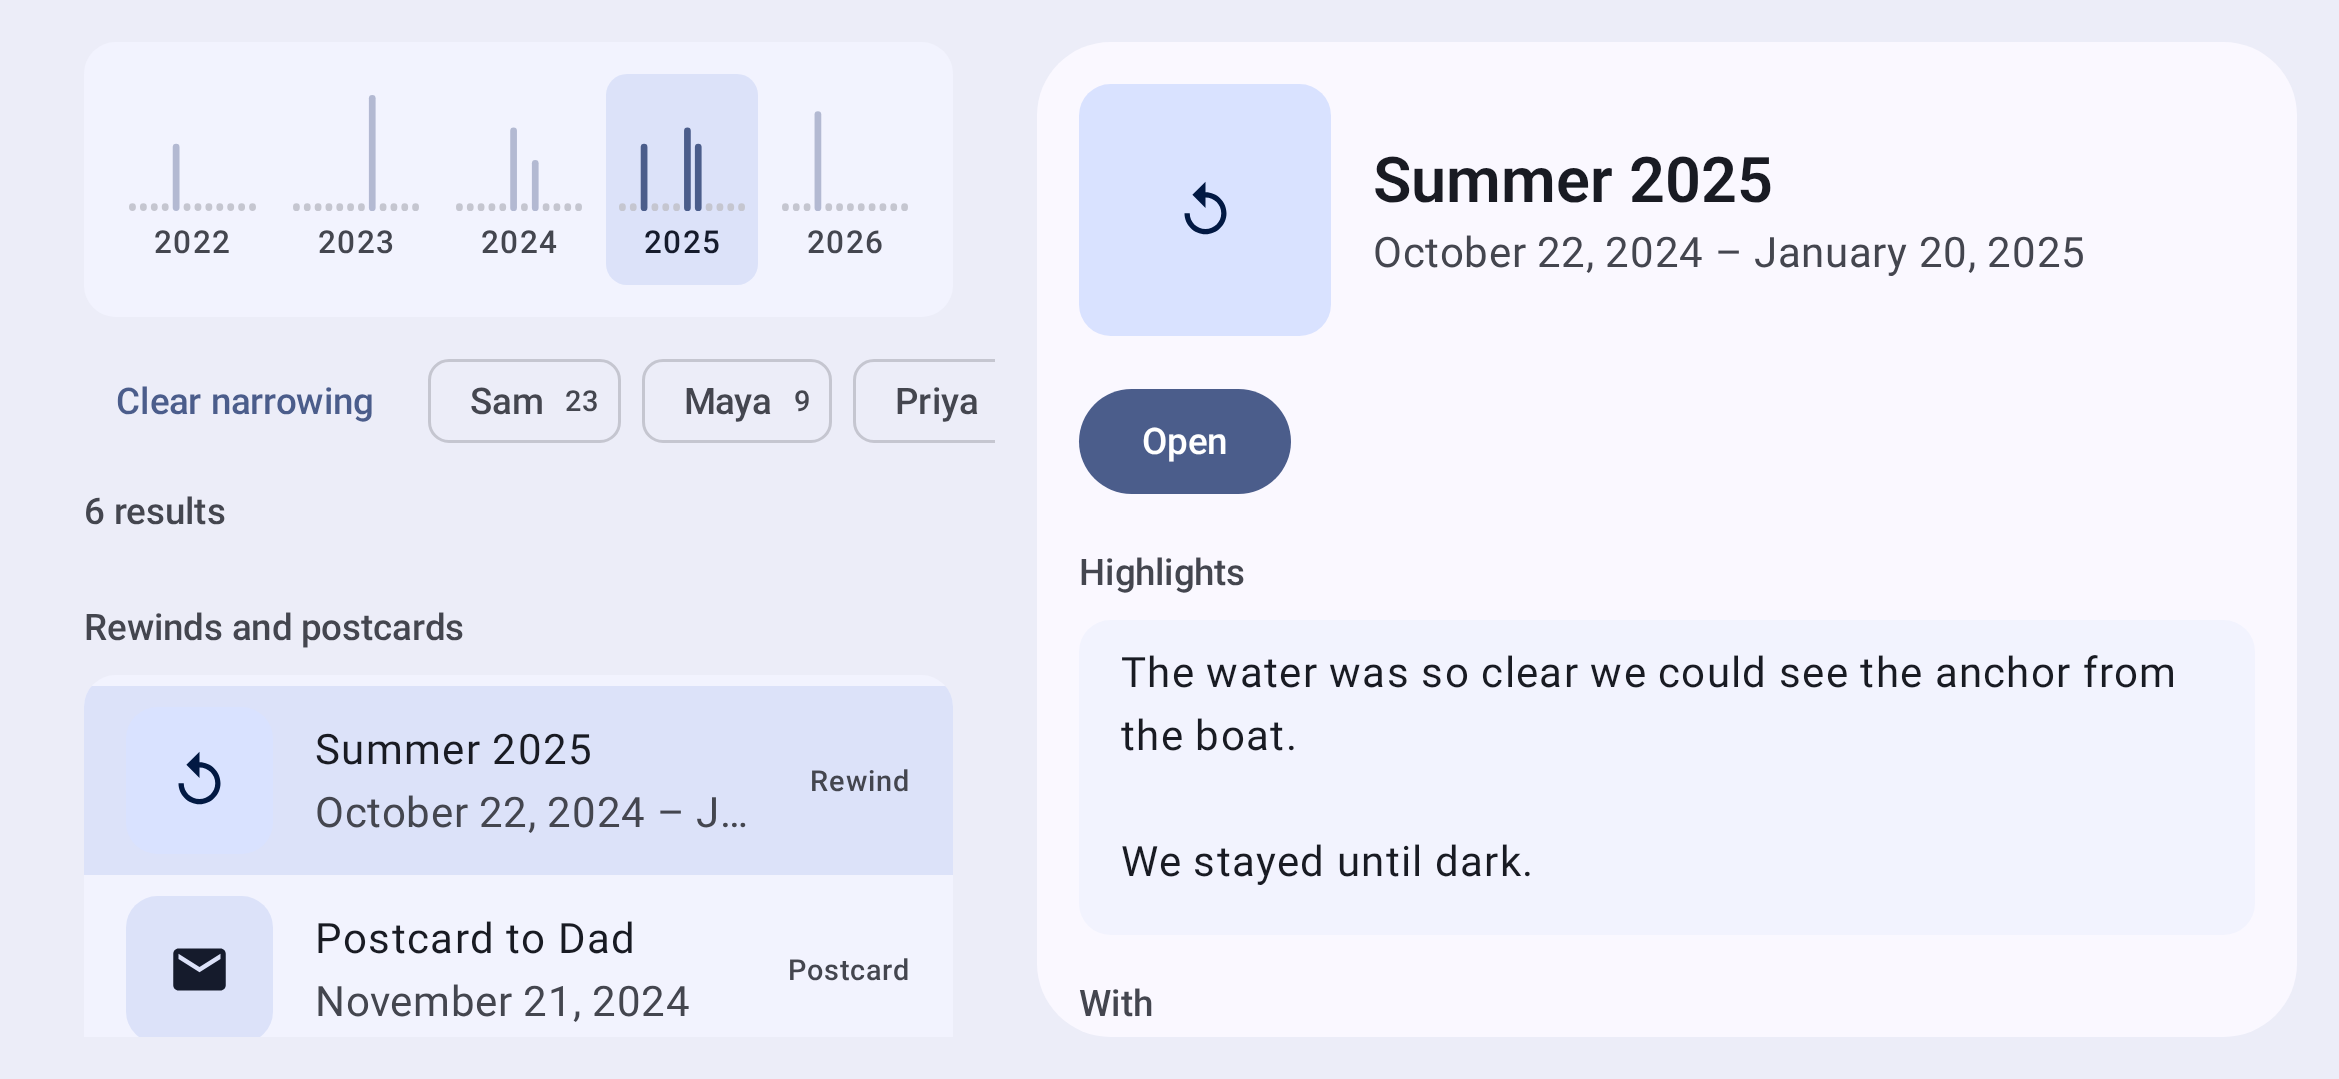 2022
2023
2024
2025
2026
Clear narrowing
Sam 23
Maya 9
Priya
6 results
Rewinds and postcards
Summer 2025
October 22, 2024 – J…
Rewind
Postcard to Dad
November 21, 2024
Postcard
Summer 2025
October 22, 2024 – January 20, 2025
Open
Highlights
The water was so clear we could see the anchor from
the boat.
We stayed until dark.
With